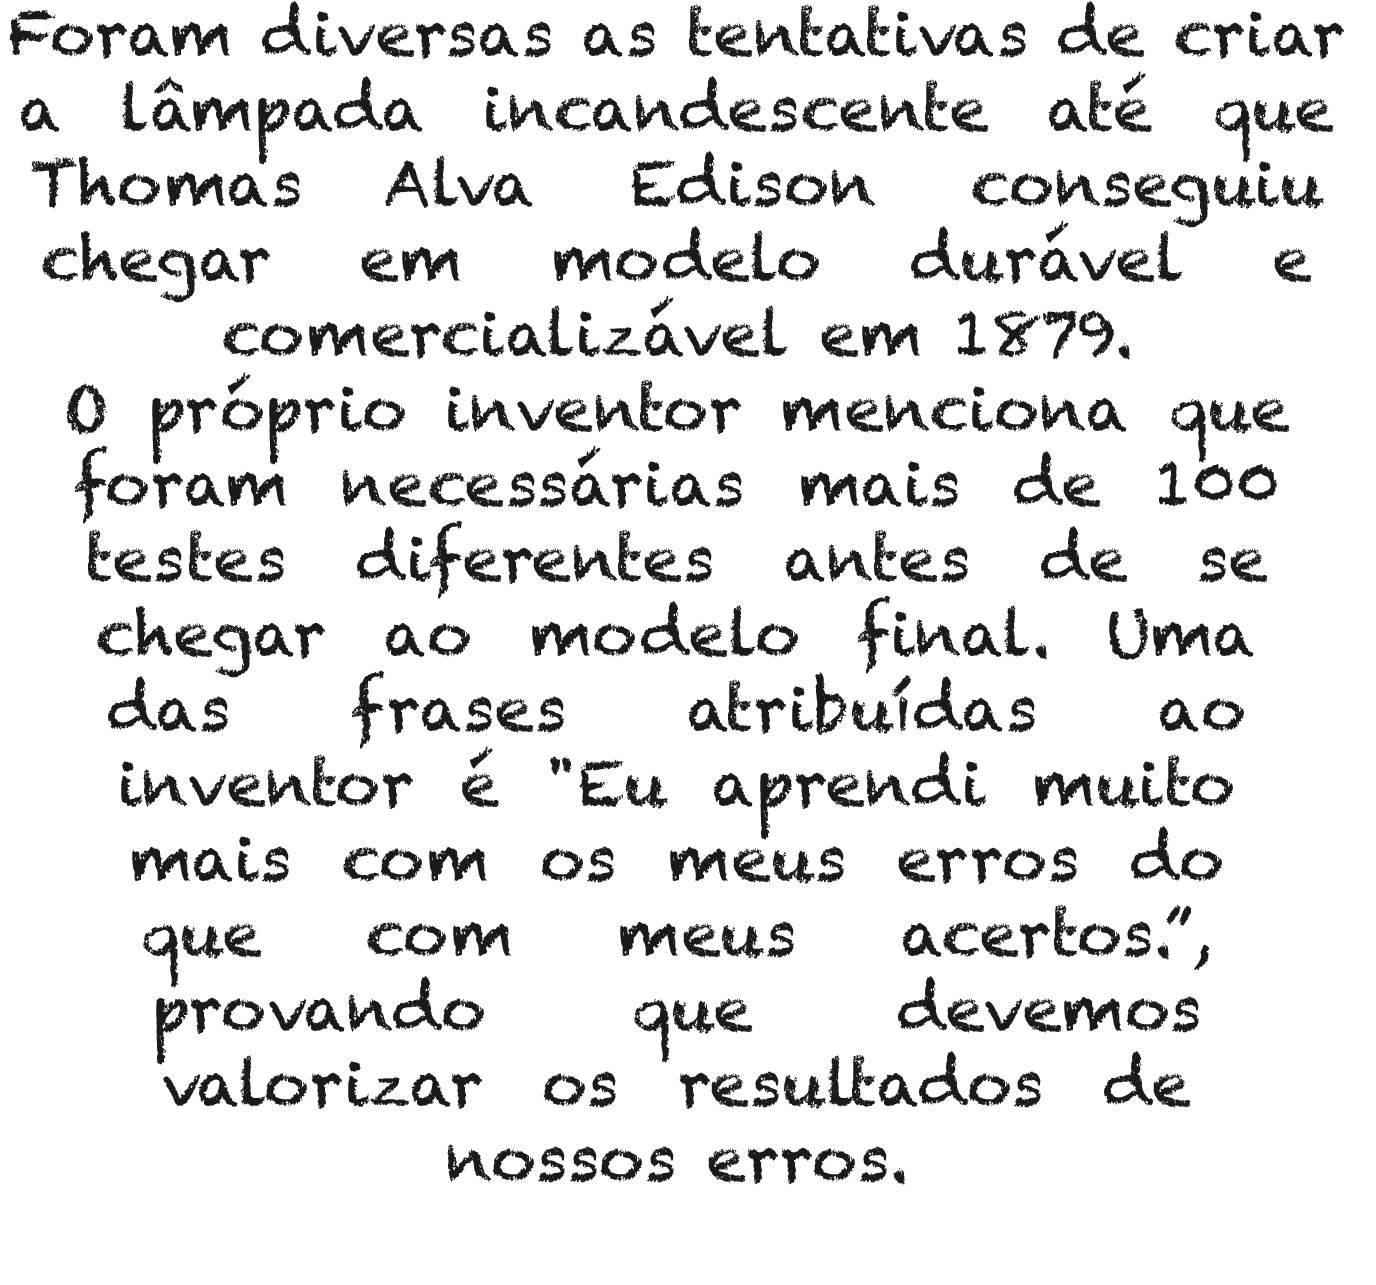 Foram diversas as tentativas de criar
a lâmpada incandescente até que
Thomas Alva Edison conseguiu
chegar em modelo durável e
comercializável em 1879.
O próprio inventor menciona que
foram necessárias mais de 100
testes diferentes antes de se
chegar ao modelo final. Uma
das frases atribuídas ao
inventor é "Eu aprendi muito
mais com os meus erros do
que com meus acertos.”,
provando que devemos
valorizar os resultados de
nossos erros.